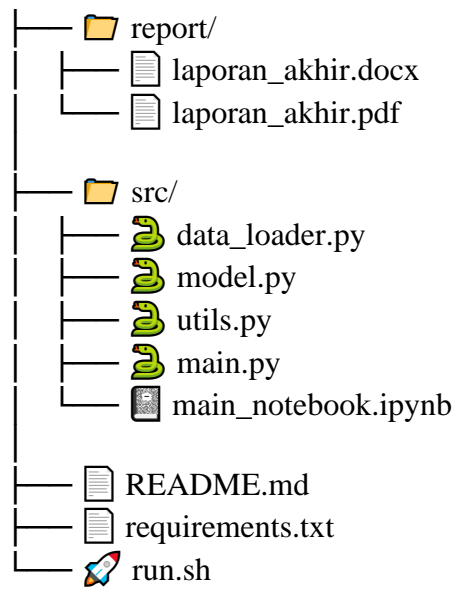 report/
laporan_akhir.docx
laporan_akhir.pdf
src/
data_loader.py
model.py
utils.py
main.py
main_notebook.ipynb
README.md
requirements.txt
run.sh